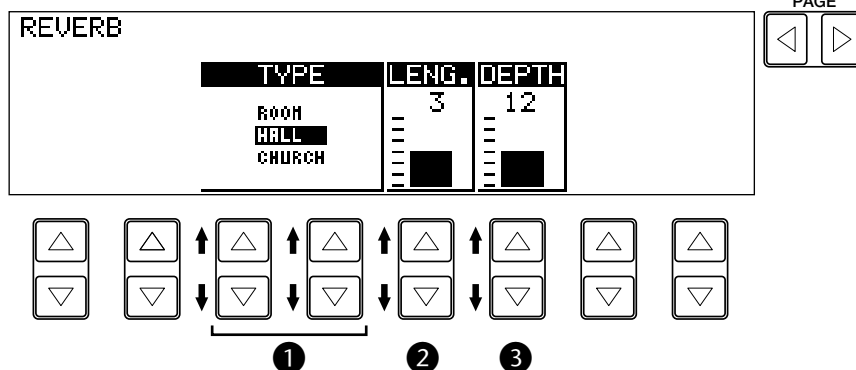 PAGE
REVERB
TYPE LENG. DEPTH
3 12
ROOM
HALL
CHURCH
1 2 3